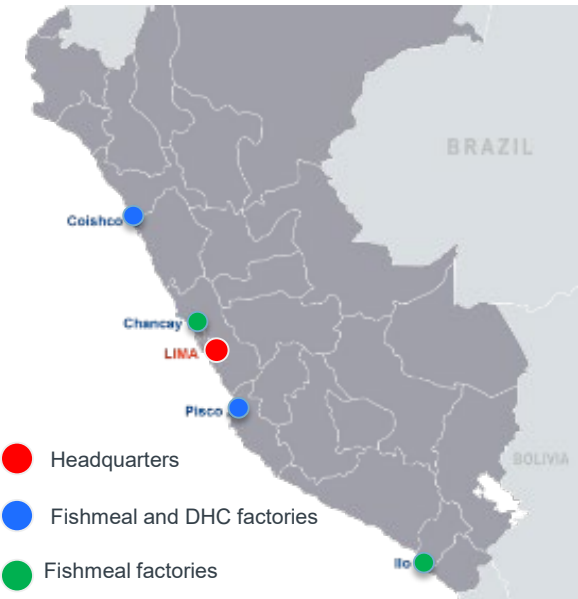 BRAZIL
Coishco
Chancay
LIMA
Pisco
Headquarters
BOLIVIA
Fishmeal and DHC factories
Ilo
Fishmeal factories